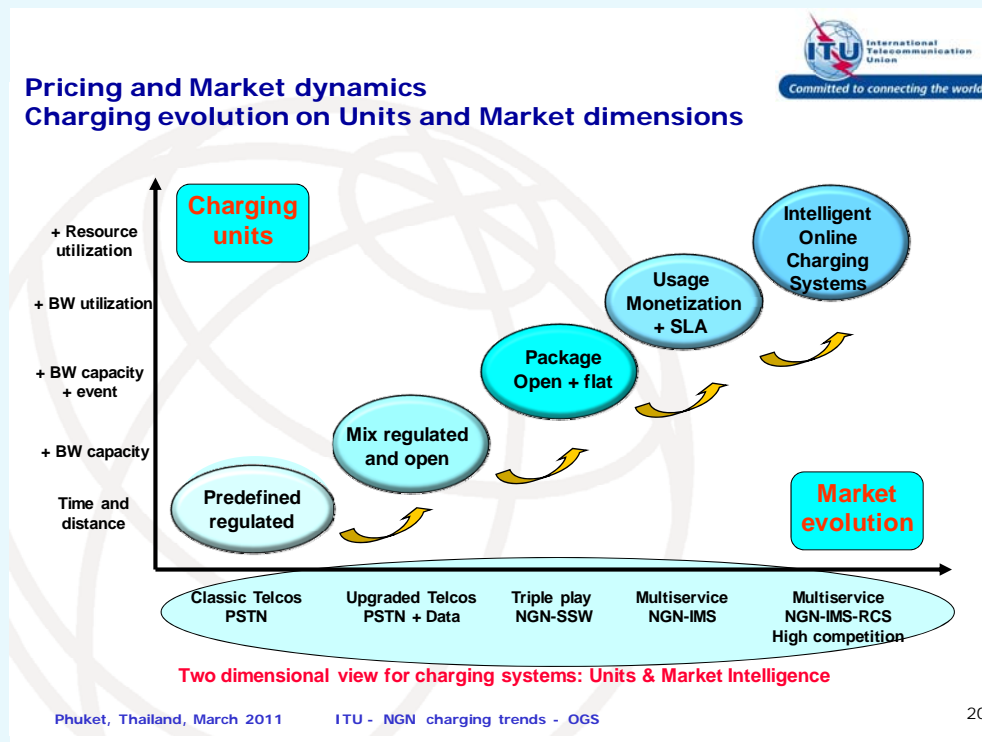 ITU
International
Telecommunication
Union
Committed to connecting the world
Pricing and Market dynamics
Charging evolution on Units and Market dimensions
Charging
units
+ Resource
utilization
+ BW utilization
+ BW capacity
+ event
+ BW capacity
Time and
distance
Intelligent
Online
Charging
Systems
Usage
Monetization
+ SLA
Package
Open + flat
Mix regulated
and open
Predefined
regulated
Market
evolution
Classic Telcos
PSTN
Upgraded Telcos
PSTN + Data
Triple play
NGN-SSW
Multiservice
NGN-IMS
Multiservice
NGN-IMS-RCS
High competition
Two dimensional view for charging systems: Units & Market Intelligence
Phuket, Thailand, March 2011
ITU - NGN charging trends - OGS
20